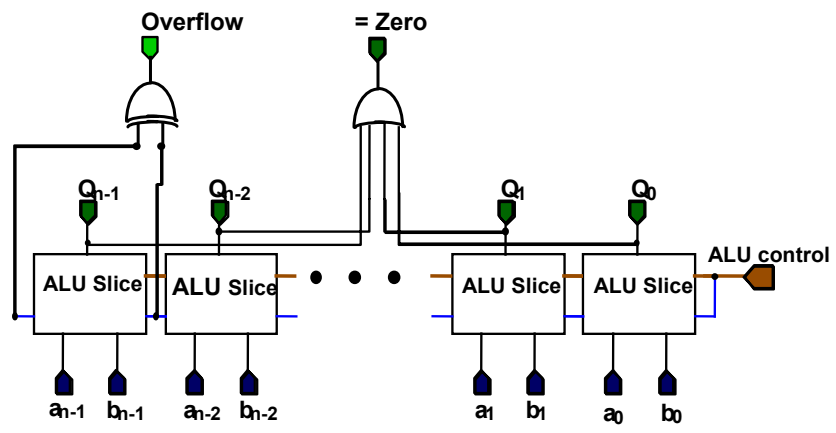 Overflow = Zero
Qn-1 Qn-2 Q1 Q0
ALU control
ALU Slice ALU Slice ALU Slice ALU Slice
an-1 bn-1 an-2 bn-2 a1 b1 a0 b0